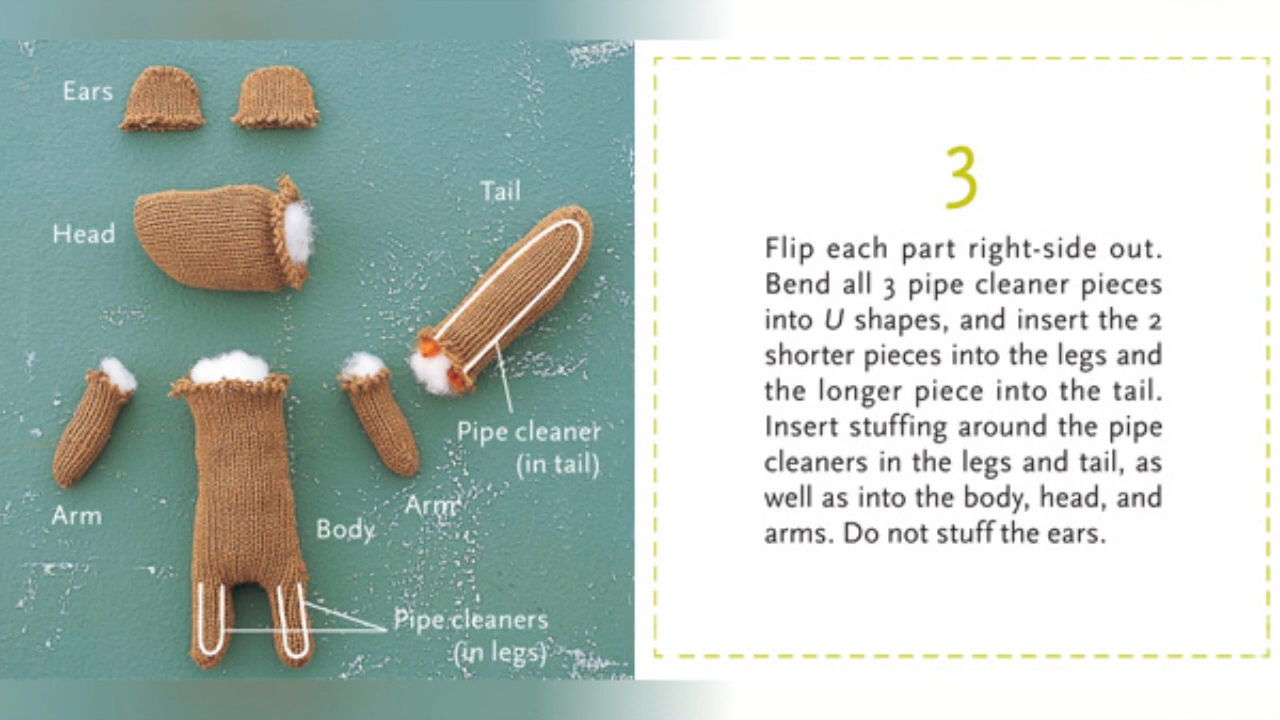 Ears
Head
Tail
Pipe cleaner
(in tail)
Arm
Arm
Body
Pipe cleaners
(in legs)
3
Flip each part right-side out.
Bend all 3 pipe cleaner pieces
into U shapes, and insert the 2
shorter pieces into the legs and
the longer piece into the tail.
Insert stuffing around the pipe
cleaners in the legs and tail, as
well as into the body, head, and
arms. Do not stuff the ears.